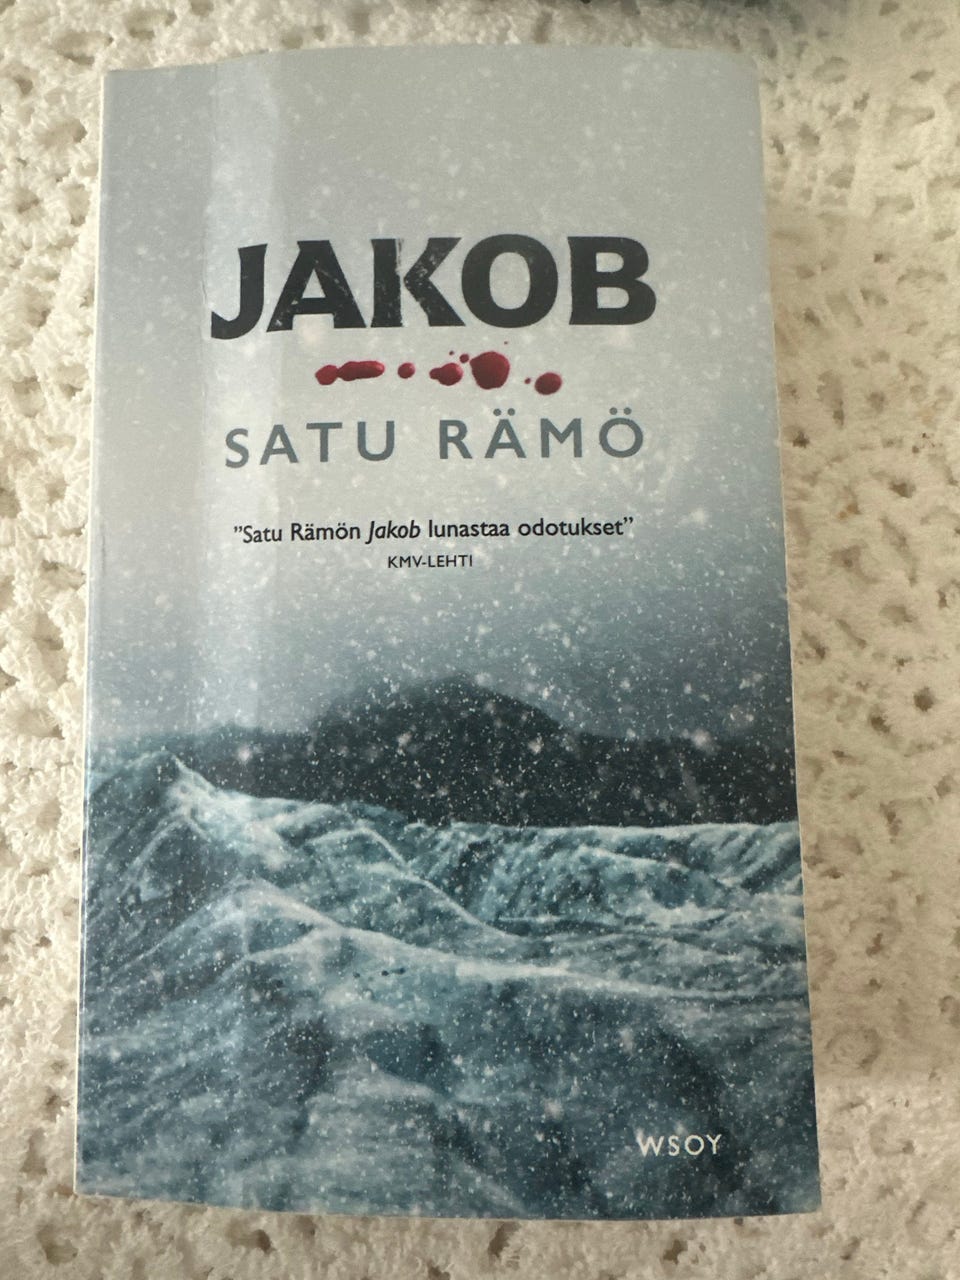 JAKOB
SATU RÄMÖ
”Satu Rämön Jakob lunastaa odotukset”
KMV-LEHTI
WSOY